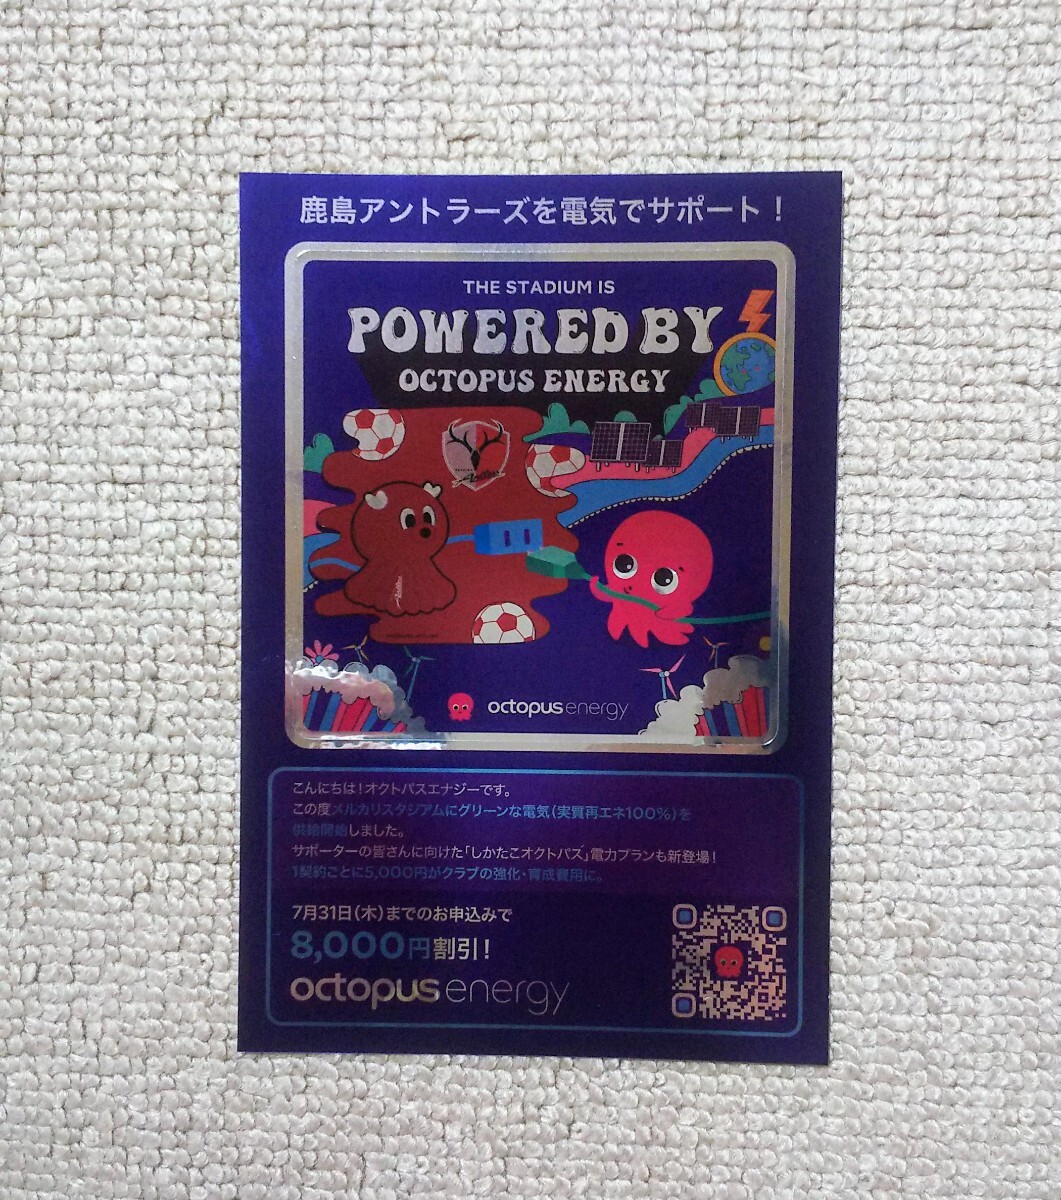 鹿島アントラーズを電気でサポート！
THE STADIUM IS
POWERED BY
OCTOPUS ENERGY
Antlers
octopusenergy
こんにちは！オクトパスエナジーです。
この度メルカリスタジアムにグリーンな電気（実質再エネ100%）を
供給開始しました。
サポーターの皆さんに向けた「しかたこオクトパス」電力プランも新登場！
1契約ごとに5,000円がクラブの強化・育成費用に。
7月31日（木）までのお申込みで
8,000円割引！
octopusenergy